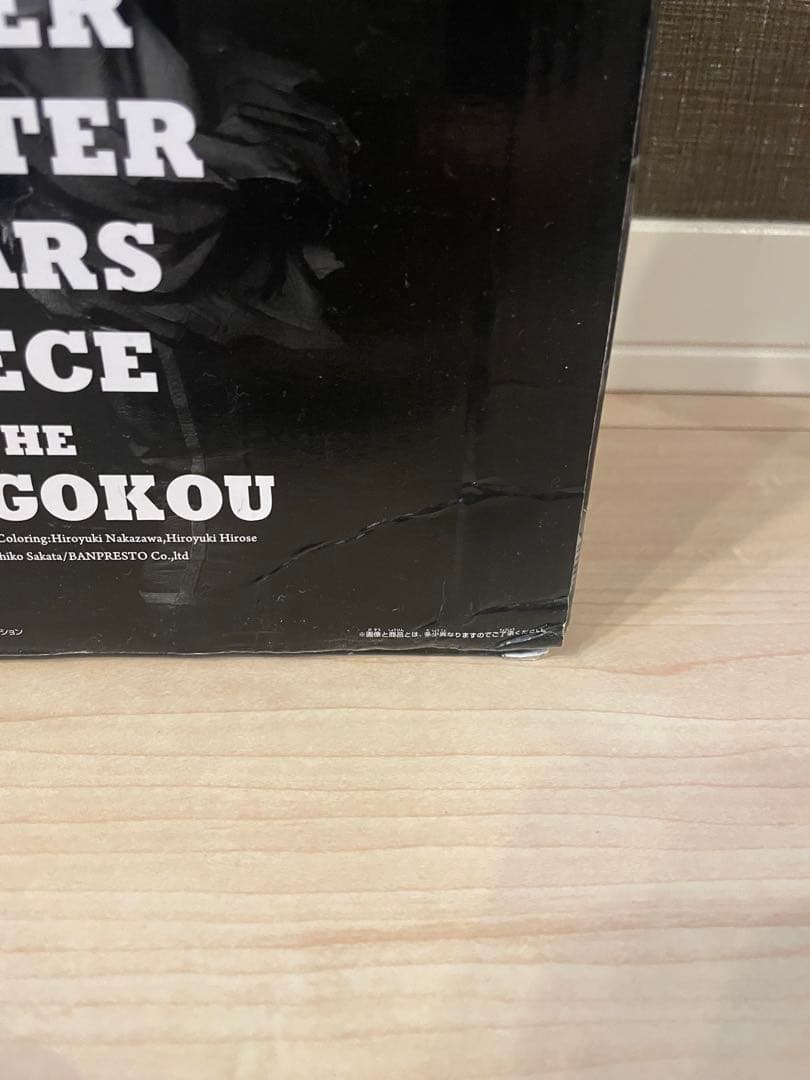 ER
TER
ARS
ECE
HE
GOKOU
Coloring:Hiroyuki Nakazawa,Hiroyuki Hirose
hiko Sakata/BANPRESTO Co.,ltd
ション
※画像と商品とは、多少異なりますのでご了承ください。